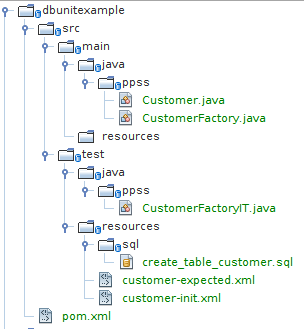 dbunitexample
src
main
java
ppss
Customer.java
CustomerFactory.java
resources
test
java
ppss
CustomerFactoryIT.java
resources
sql
create_table_customer.sql
customer-expected.xml
customer-init.xml
pom.xml